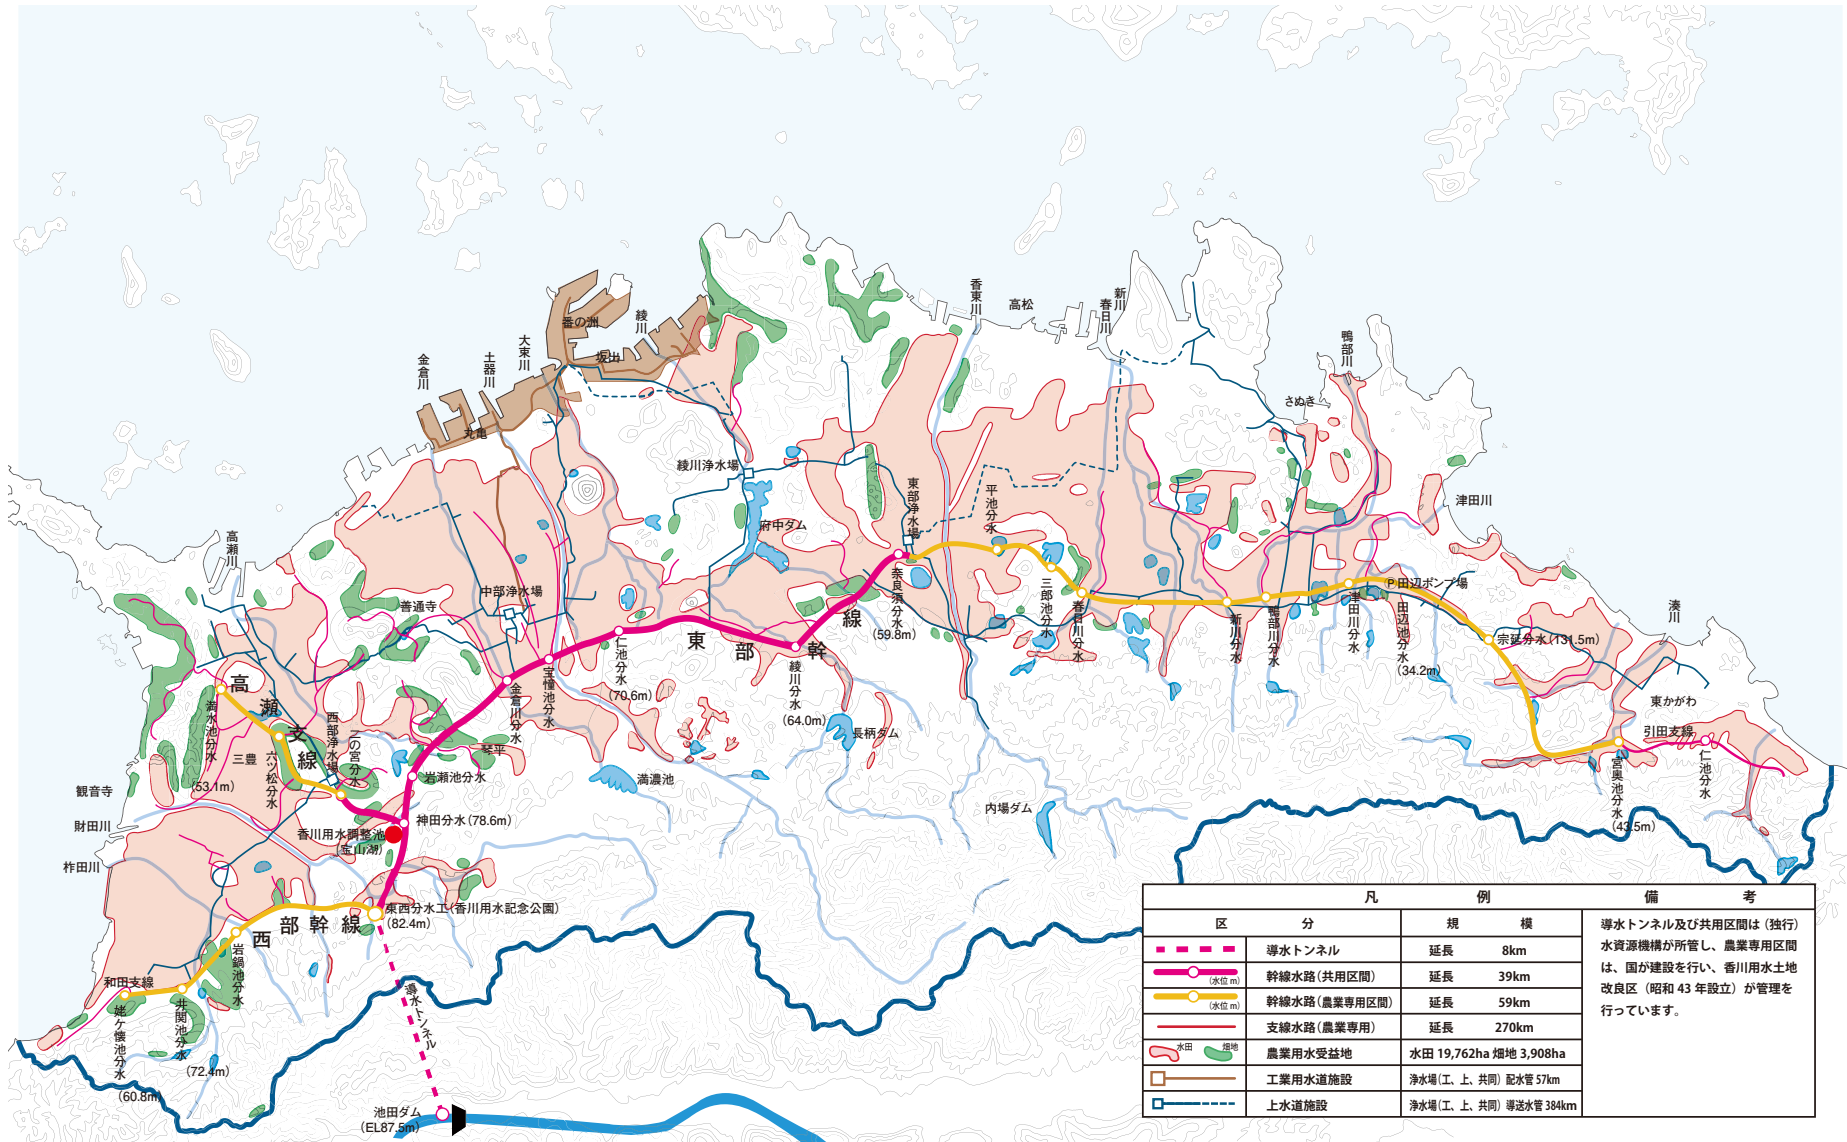 香東川
高松
新川
春日川
鴨部川
番の洲
綾川
坂出
大束川
土器川
金倉川
丸亀
さぬき
綾川浄水場
東部浄水場
平池分水
津田川
府中ダム
高瀬川
中部浄水場
善通寺
三郎池分水
春日川分水
新川分水
鴨部川分水
津田川分水
Ⓟ田辺ポンプ場
田辺池分水
(34.2m)
宗延分水(131.5m)
湊川
東かがわ
引田支線
仁池分水
宮奥池分水
(43.5m)
奈良須分水
(59.8m)
東部幹線
綾川分水
(64.0m)
仁池分水
(70.6m)
宝憧池分水
金倉川分水
長柄ダム
満濃池
内場ダム
琴平
岩瀬池分水
神田分水(78.6m)
香川用水調整池
(宝山湖)
高瀬支線
満水池分水
(53.1m)
三豊
六ツ松分水
西部浄水場
二の宮分水
観音寺
財田川
柞田川
東西分水工(香川用水記念公園)
(82.4m)
西部幹線
岩鍋池分水
和田支線
井関池分水
(72.4m)
姥ケ懐池分水
(60.8m)
導水トンネル
池田ダム
(EL87.5m)
凡例
備考
区分
規模
導水トンネル 延長 8km
幹線水路(共用区間) 延長 39km
(水位 m)
幹線水路(農業専用区間) 延長 59km
(水位 m)
支線水路(農業専用) 延長 270km
水田 畑地 農業用水受益地 水田 19,762ha 畑地 3,908ha
工業用水道施設 浄水場(工、上、共同) 配水管 57km
上水道施設 浄水場(工、上、共同) 導送水管 384km
導水トンネル及び共用区間は(独行)
水資源機構が所管し、農業専用区間
は、国が建設を行い、香川用水土地
改良区(昭和 43 年設立)が管理を
行っています。